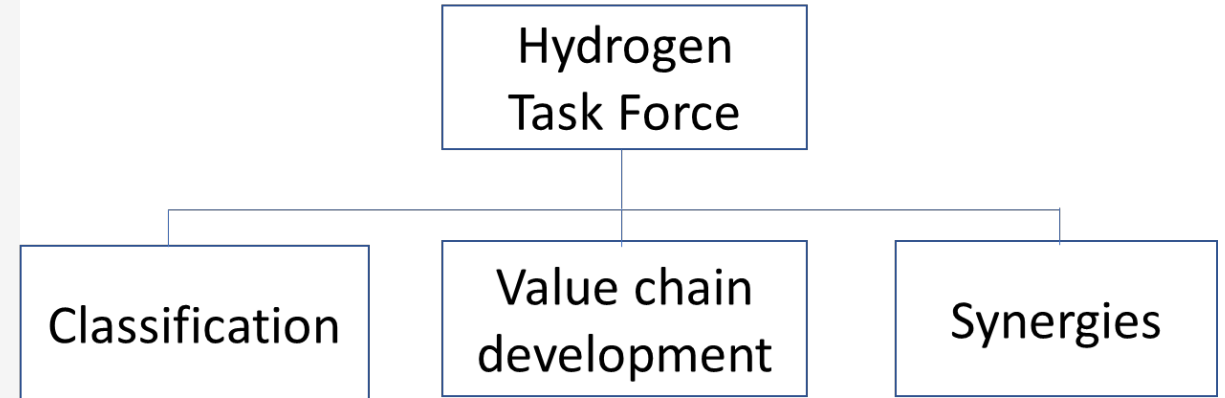 Hydrogen
Task Force
Classification
Value chain
development
Synergies